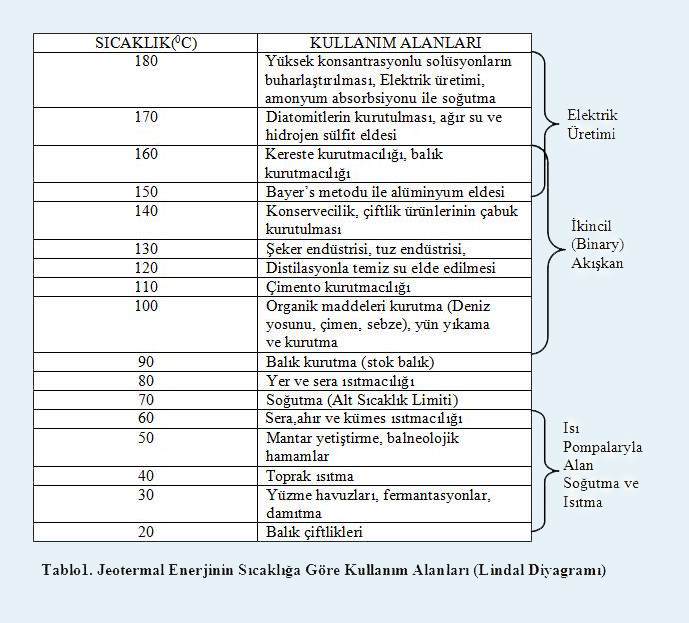 SICAKLIK(⁰C) KULLANIM ALANLARI
180 Yüksek konsantrasyonlu solüsyonların
buharlaştırılması, Elektrik üretimi,
amonyum absorbsiyonu ile soğutma
170 Diatomitlerin kurutulması, ağır su ve
hidrojen sülfit eldesi
160 Kereste kurutmacılığı, balık
kurutmacılığı
150 Bayer's metodu ile alüminyum eldesi
140 Konservecilik, çiftlik ürünlerinin çabuk
kurutulması
130 Şeker endüstrisi, tuz endüstrisi,
120 Distilasyonla temiz su elde edilmesi
110 Çimento kurutmacılığı
100 Organik maddeleri kurutma (Deniz
yosunu, çimen, sebze), yün yıkama
ve kurutma
90 Balık kurutma (stok balık)
80 Yer ve sera ısıtmacılığı
70 Soğutma (Alt Sıcaklık Limiti)
60 Sera,ahır ve kümes ısıtmacılığı
50 Mantar yetiştirme, balneolojik
hamamlar
40 Toprak ısıtma
30 Yüzme havuzları, fermantasyonlar,
damıtma
20 Balık çiftlikleri
Elektrik
Üretimi
İkincil
(Binary)
Akışkan
Isı
Pompalaryla
Alan
Soğutma ve
Isıtma
Tablo1. Jeotermal Enerjinin Sıcaklığa Göre Kullanım Alanları (Lindal Diyagramı)